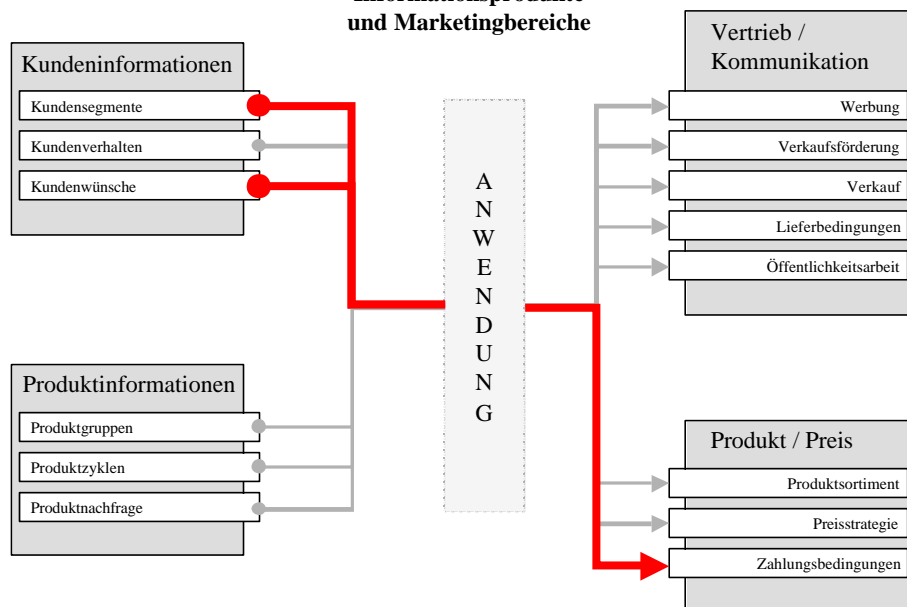 Informationsprodukte
und Marketingbereiche
Kundeninformationen
Kundensegmente
Kundenverhalten
Kundenwünsche
Produktinformationen
Produktgruppen
Produktzyklen
Produktnachfrage
A
N
W
E
N
D
U
N
G
Vertrieb /
Kommunikation
Werbung
Verkaufsförderung
Verkauf
Lieferbedingungen
Öffentlichkeitsarbeit
Produkt / Preis
Produktsortiment
Preisstrategie
Zahlungsbedingungen